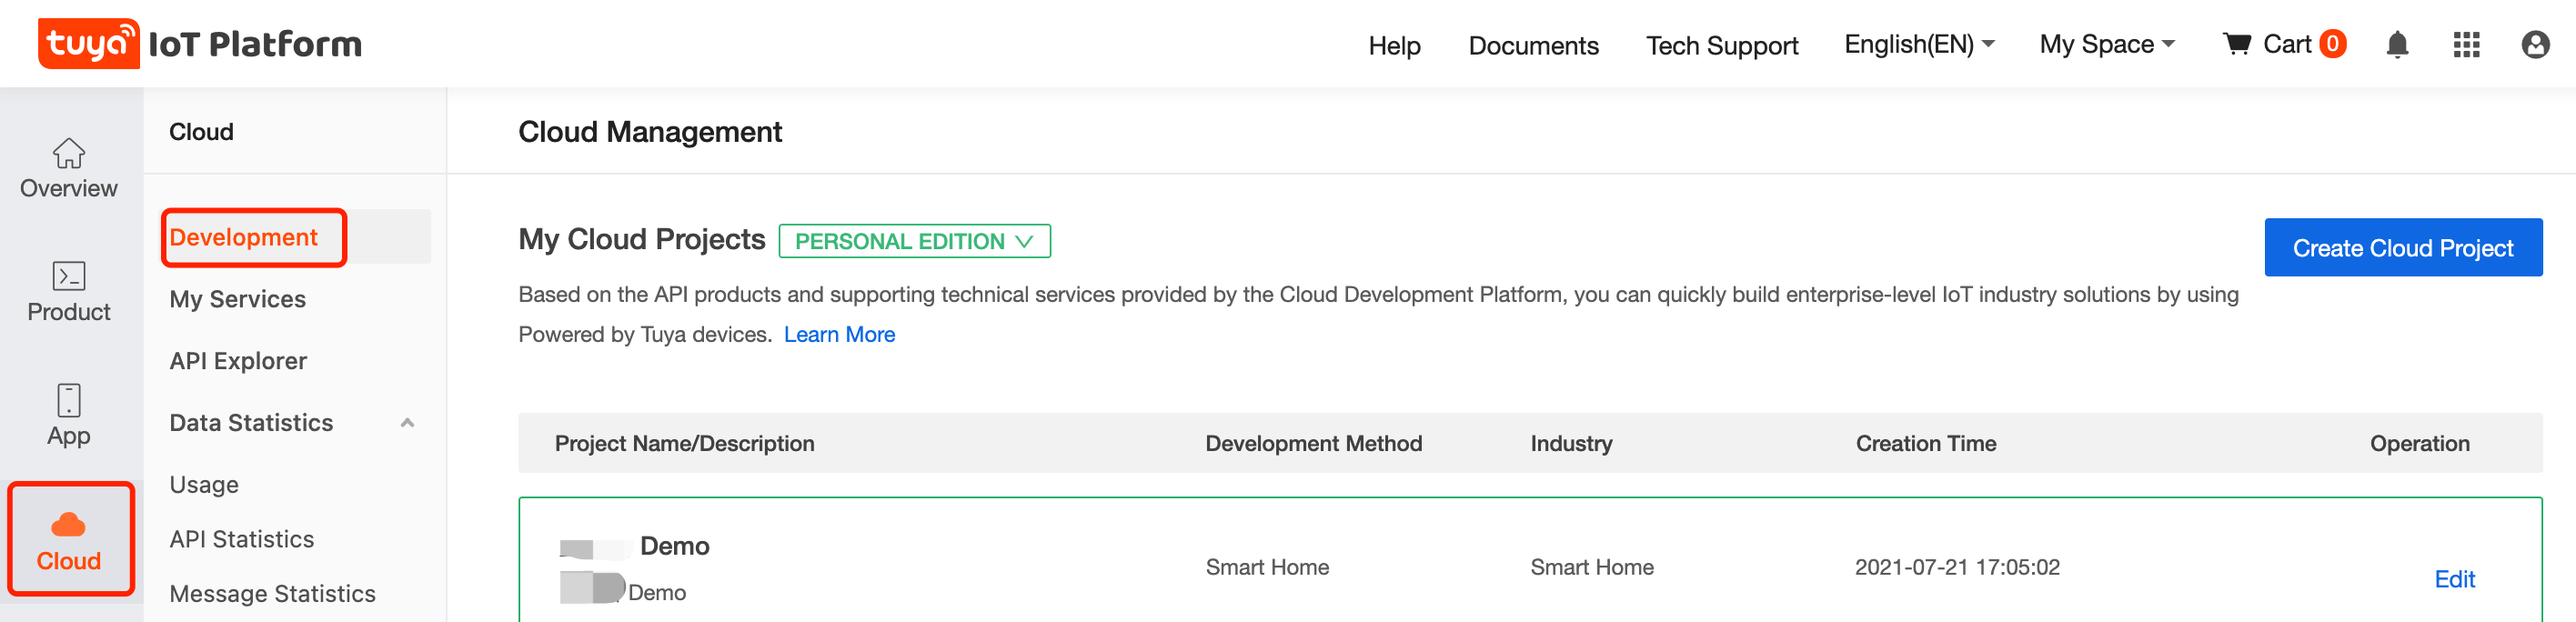 tuya IoT Platform
Help Documents Tech Support English(EN) My Space Cart 0
Overview
Product
App
Cloud
Cloud
Development
My Services
API Explorer
Data Statistics
Usage
API Statistics
Message Statistics
Cloud Management
My Cloud Projects PERSONAL EDITION
Create Cloud Project
Based on the API products and supporting technical services provided by the Cloud Development Platform, you can quickly build enterprise-level IoT industry solutions by using
Powered by Tuya devices. Learn More
Project Name/Description Development Method Industry Creation Time Operation
Demo
Demo
Smart Home Smart Home 2021-07-21 17:05:02 Edit